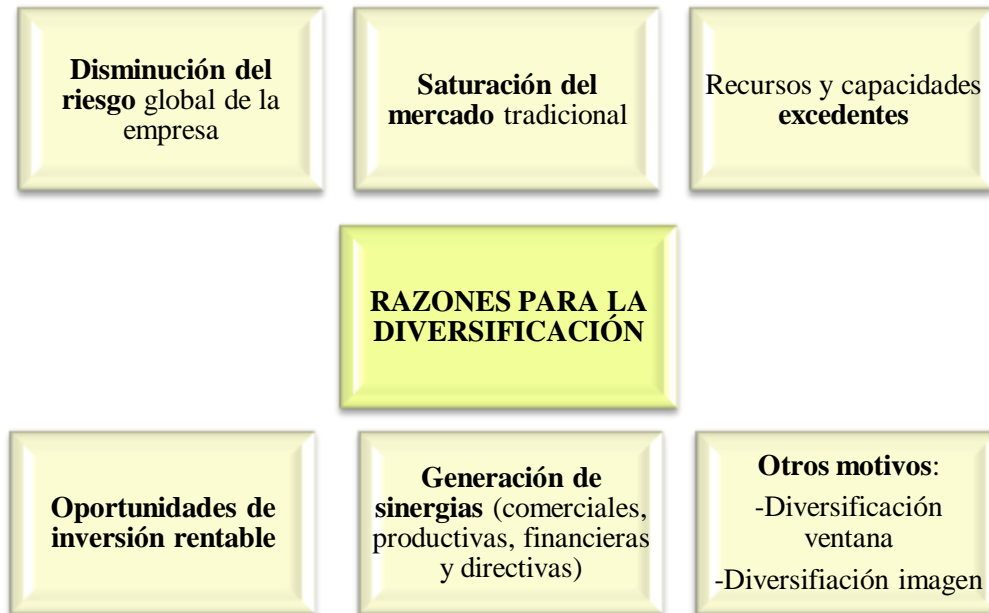 Disminución del
riesgo global de la
empresa
Saturación del
mercado tradicional
Recursos y capacidades
excedentes
RAZONES PARA LA
DIVERSIFICACIÓN
Oportunidades de
inversión rentable
Generación de
sinergias (comerciales,
productivas, financieras
y directivas)
Otros motivos:
-Diversificación
ventana
-Diversifiación imagen